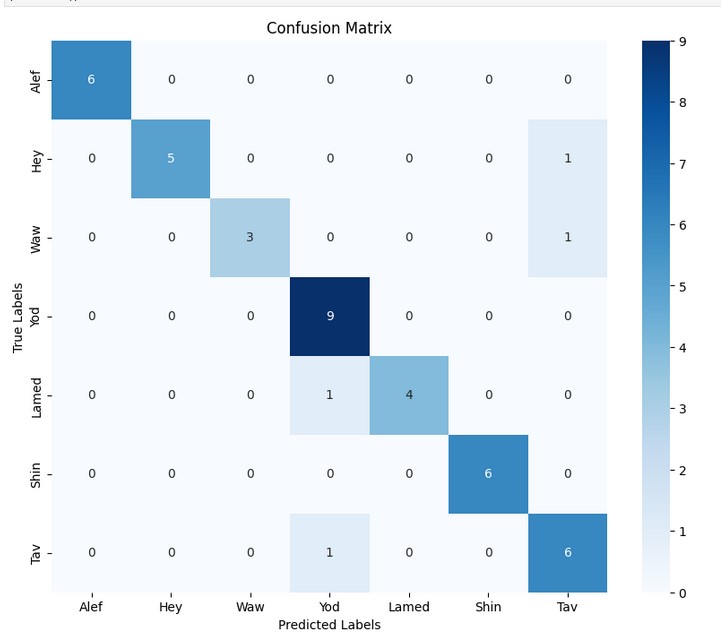 Confusion Matrix
Alef 6 0 0 0 0 0 0
Hey 0 5 0 0 0 0 1
Waw 0 0 3 0 0 0 1
Yod 0 0 0 9 0 0 0
Lamed 0 0 0 1 4 0 0
Shin 0 0 0 0 0 6 0
Tav 0 0 0 1 0 0 6
Alef Hey Waw Yod Lamed Shin Tav
Predicted Labels
True Labels
9
8
7
6
5
4
3
2
1
0